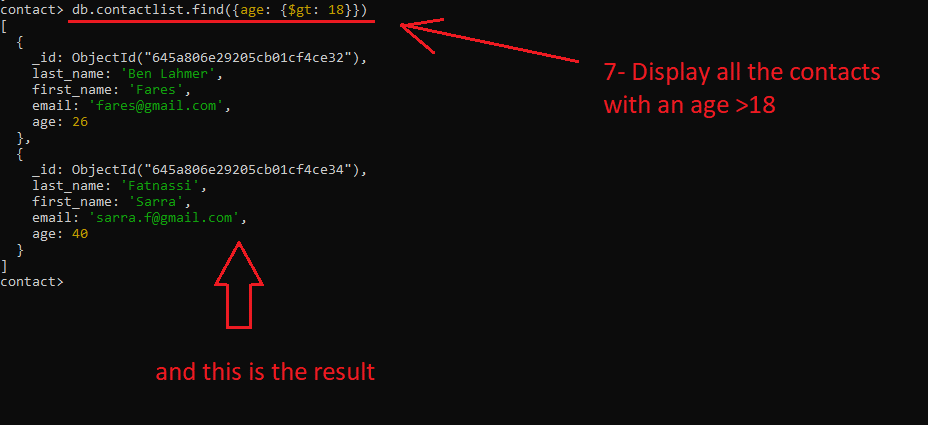 contact> db.contactlist.find({age: {$gt: 18}})
[
  {
    _id: ObjectId("645a806e29205cb01cf4ce32"),
    last_name: 'Ben Lahmer',
    first_name: 'Fares',
    email: 'fares@gmail.com',
    age: 26
  },
  {
    _id: ObjectId("645a806e29205cb01cf4ce34"),
    last_name: 'Fatnassi',
    first_name: 'Sarra',
    email: 'sarra.f@gmail.com',
    age: 40
  }
]
contact>
7- Display all the contacts
with an age >18
and this is the result